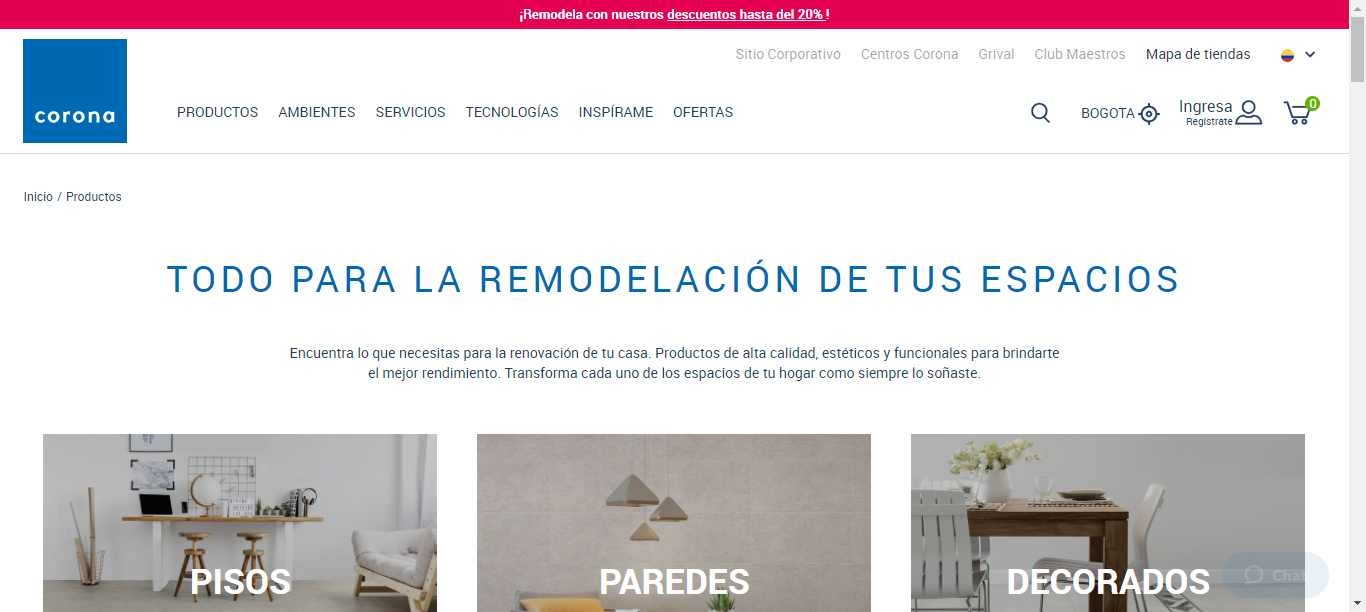 ¡Remodela con nuestros descuentos hasta del 20% !
Sitio Corporativo Centros Corona Grival Club Maestros Mapa de tiendas
corona
PRODUCTOS AMBIENTES SERVICIOS TECNOLOGÍAS INSPÍRAME OFERTAS
BOGOTA
Ingresa
Regístrate
0
Inicio / Productos
TODO PARA LA REMODELACIÓN DE TUS ESPACIOS
Encuentra lo que necesitas para la renovación de tu casa. Productos de alta calidad, estéticos y funcionales para brindarte
el mejor rendimiento. Transforma cada uno de los espacios de tu hogar como siempre lo soñaste.
PISOS
PAREDES
DECORADOS
Chat